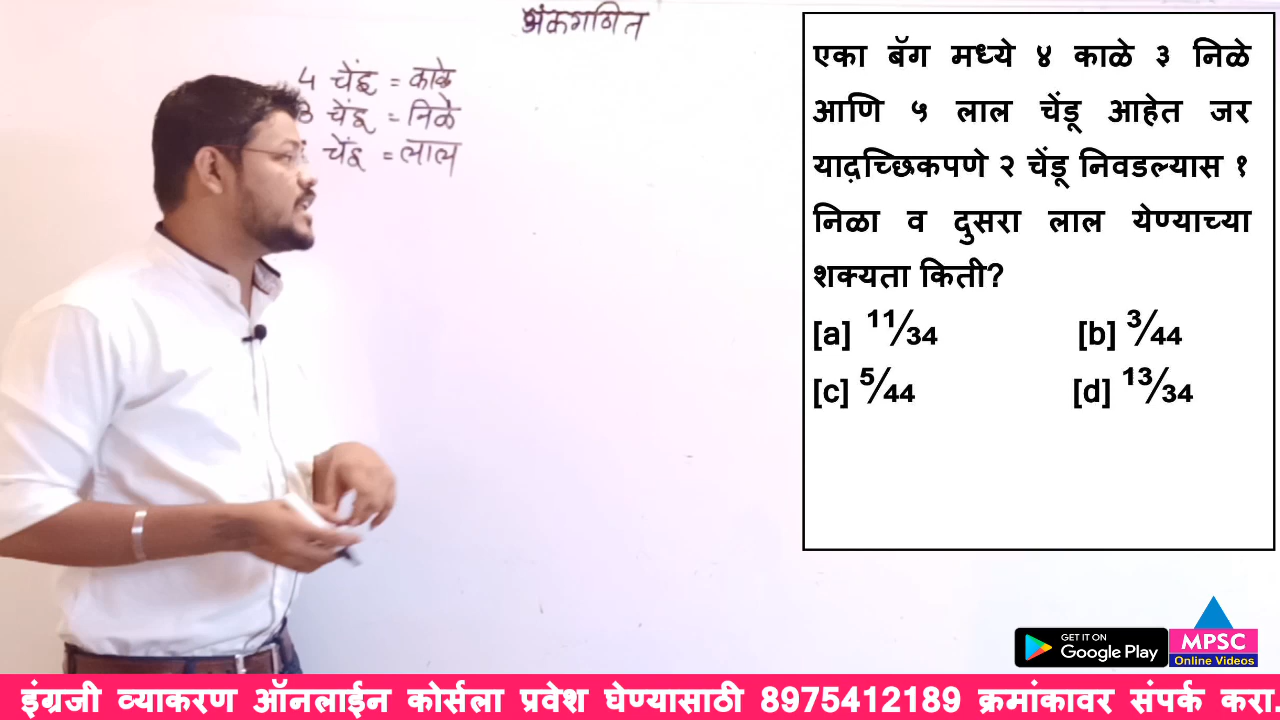 अंकगणित
4 चेंडू = काळे
3 चेंडू = निळे
चेंडू = लाल
एका बॅग मध्ये ४ काळे ३ निळे
आणि ५ लाल चेंडू आहेत जर
यादृच्छिकपणे २ चेंडू निवडल्यास १
निळा व दुसरा लाल येण्याच्या
शक्यता किती?
[a] 11/34 [b] 3/44
[c] 5/44 [d] 13/34
GET IT ON
Google Play
MPSC
Online Videos
इंग्रजी व्याकरण ऑनलाईन कोर्सला प्रवेश घेण्यासाठी 8975412189 क्रमांकावर संपर्क करा.